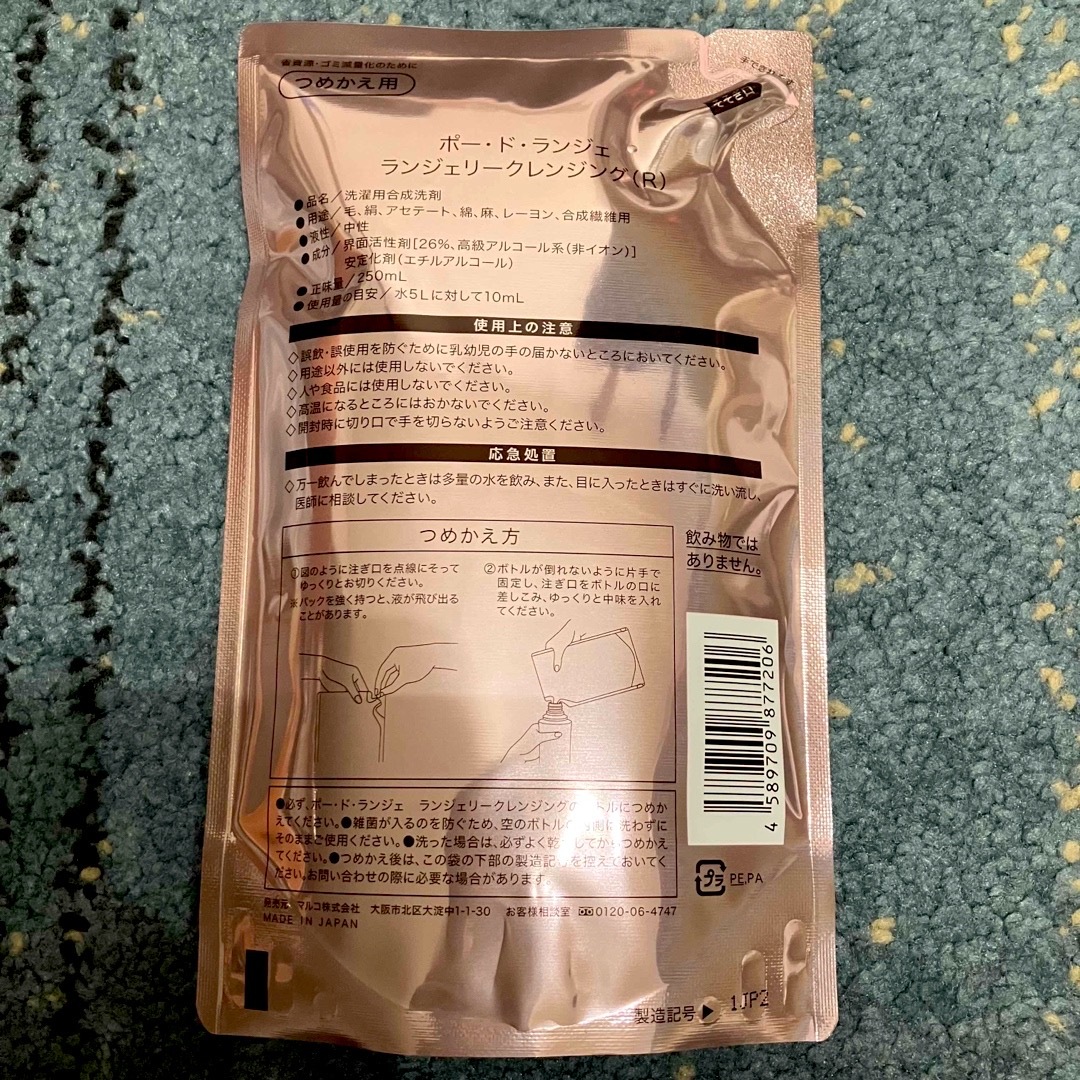 省資源・ゴミ減量化のために
つめかえ用
ポー・ド・ランジェ
ランジェリークレンジング(R)
●品名／洗濯用合成洗剤
●用途／毛、絹、アセテート、綿、麻、レーヨン、合成繊維用
●液性／中性
●成分／界面活性剤[26%、高級アルコール系(非イオン)]
安定化剤(エチルアルコール)
●正味量／250mL
●使用量の目安／水5Lに対して10mL
使用上の注意
◇誤飲・誤使用を防ぐために乳幼児の手の届かないところにおいてください。
◇用途以外には使用しないでください。
◇人や食品には使用しないでください。
◇高温になるところにはおかないでください。
◇開封時に切り口で手を切らないようご注意ください。
応急処置
◇万一飲んでしまったときは多量の水を飲み、また、目に入ったときはすぐに洗い流し、
医師に相談してください。
つめかえ方
①図のように注ぎ口を点線にそって
ゆっくりとお切りください。
※パックを強く持つと、液が飛び出る
ことがあります。
②ボトルが倒れないように片手で
固定し、注ぎ口をボトルの口に
差しこみ、ゆっくりと中味を入れ
てください。
飲み物では
ありません。
4 589709 877206
●必ず、ポー・ド・ランジェ ランジェリークレンジングの トルにつめか
えてください。●雑菌が入るのを防ぐため、空のボトルの 側 洗わずに
そのままご使用ください。●洗った場合は、必ずよく乾 してからつめかえ
てください。●つめかえ後は、この袋の下部の製造記号を控えておいてく
ださい。お問い合わせの際に必要な場合があります。
プラ PE,PA
発売元 マルコ株式会社 大阪市北区大淀中1-1-30 お客様相談室 0120-06-4747
MADE IN JAPAN
製造記号▶ 1JP2